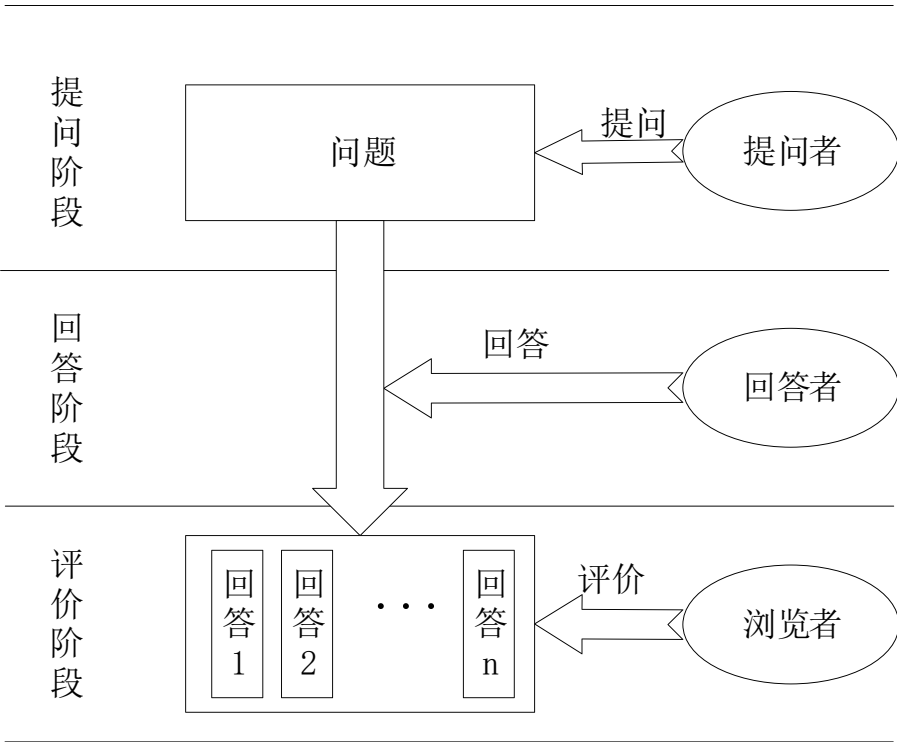 提问阶段
问题
提问
提问者
回答阶段
回答
回答者
评价阶段
回答1
回答2
···
回答n
评价
浏览者